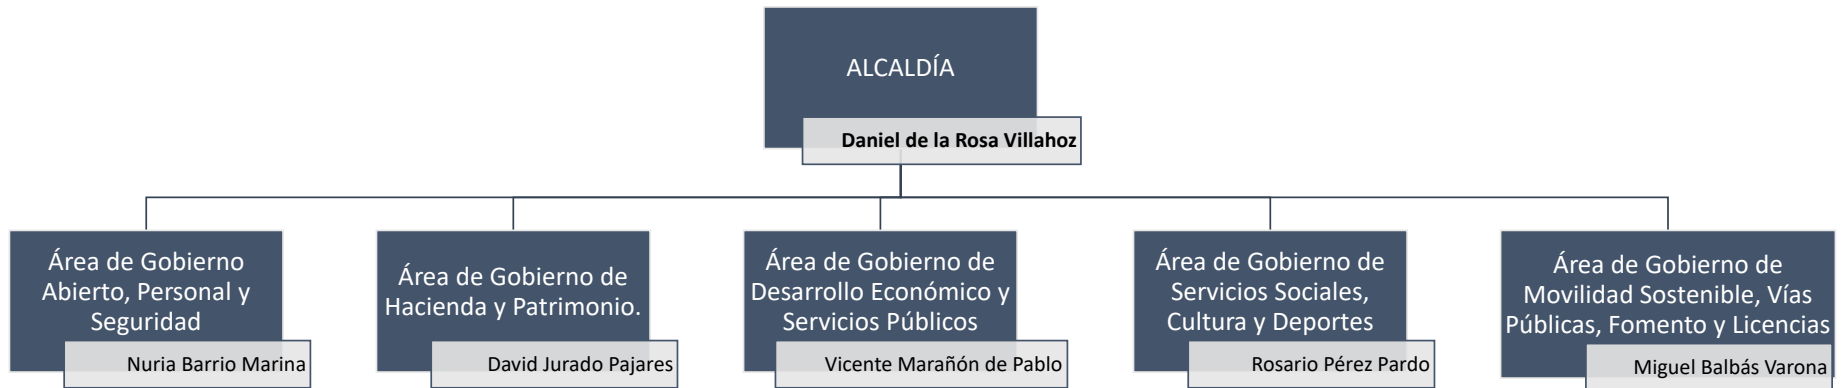 ALCALDÍA
Daniel de la Rosa Villahoz
Área de Gobierno
Abierto, Personal y
Seguridad
Nuria Barrio Marina
Área de Gobierno de
Hacienda y Patrimonio.
David Jurado Pajares
Área de Gobierno de
Desarrollo Económico y
Servicios Públicos
Vicente Marañón de Pablo
Área de Gobierno de
Servicios Sociales,
Cultura y Deportes
Rosario Pérez Pardo
Área de Gobierno de
Movilidad Sostenible, Vías
Públicas, Fomento y Licencias
Miguel Balbás Varona